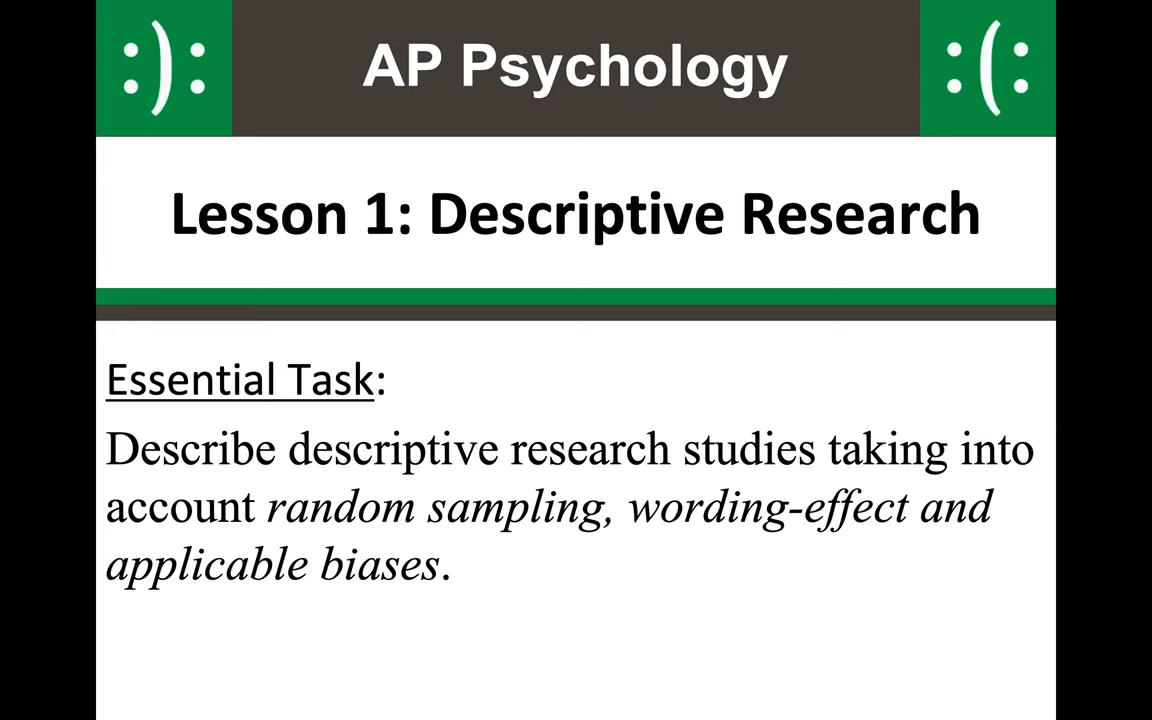 :): AP Psychology :(:
Lesson 1: Descriptive Research
Essential Task:
Describe descriptive research studies taking into
account random sampling, wording-effect and
applicable biases.